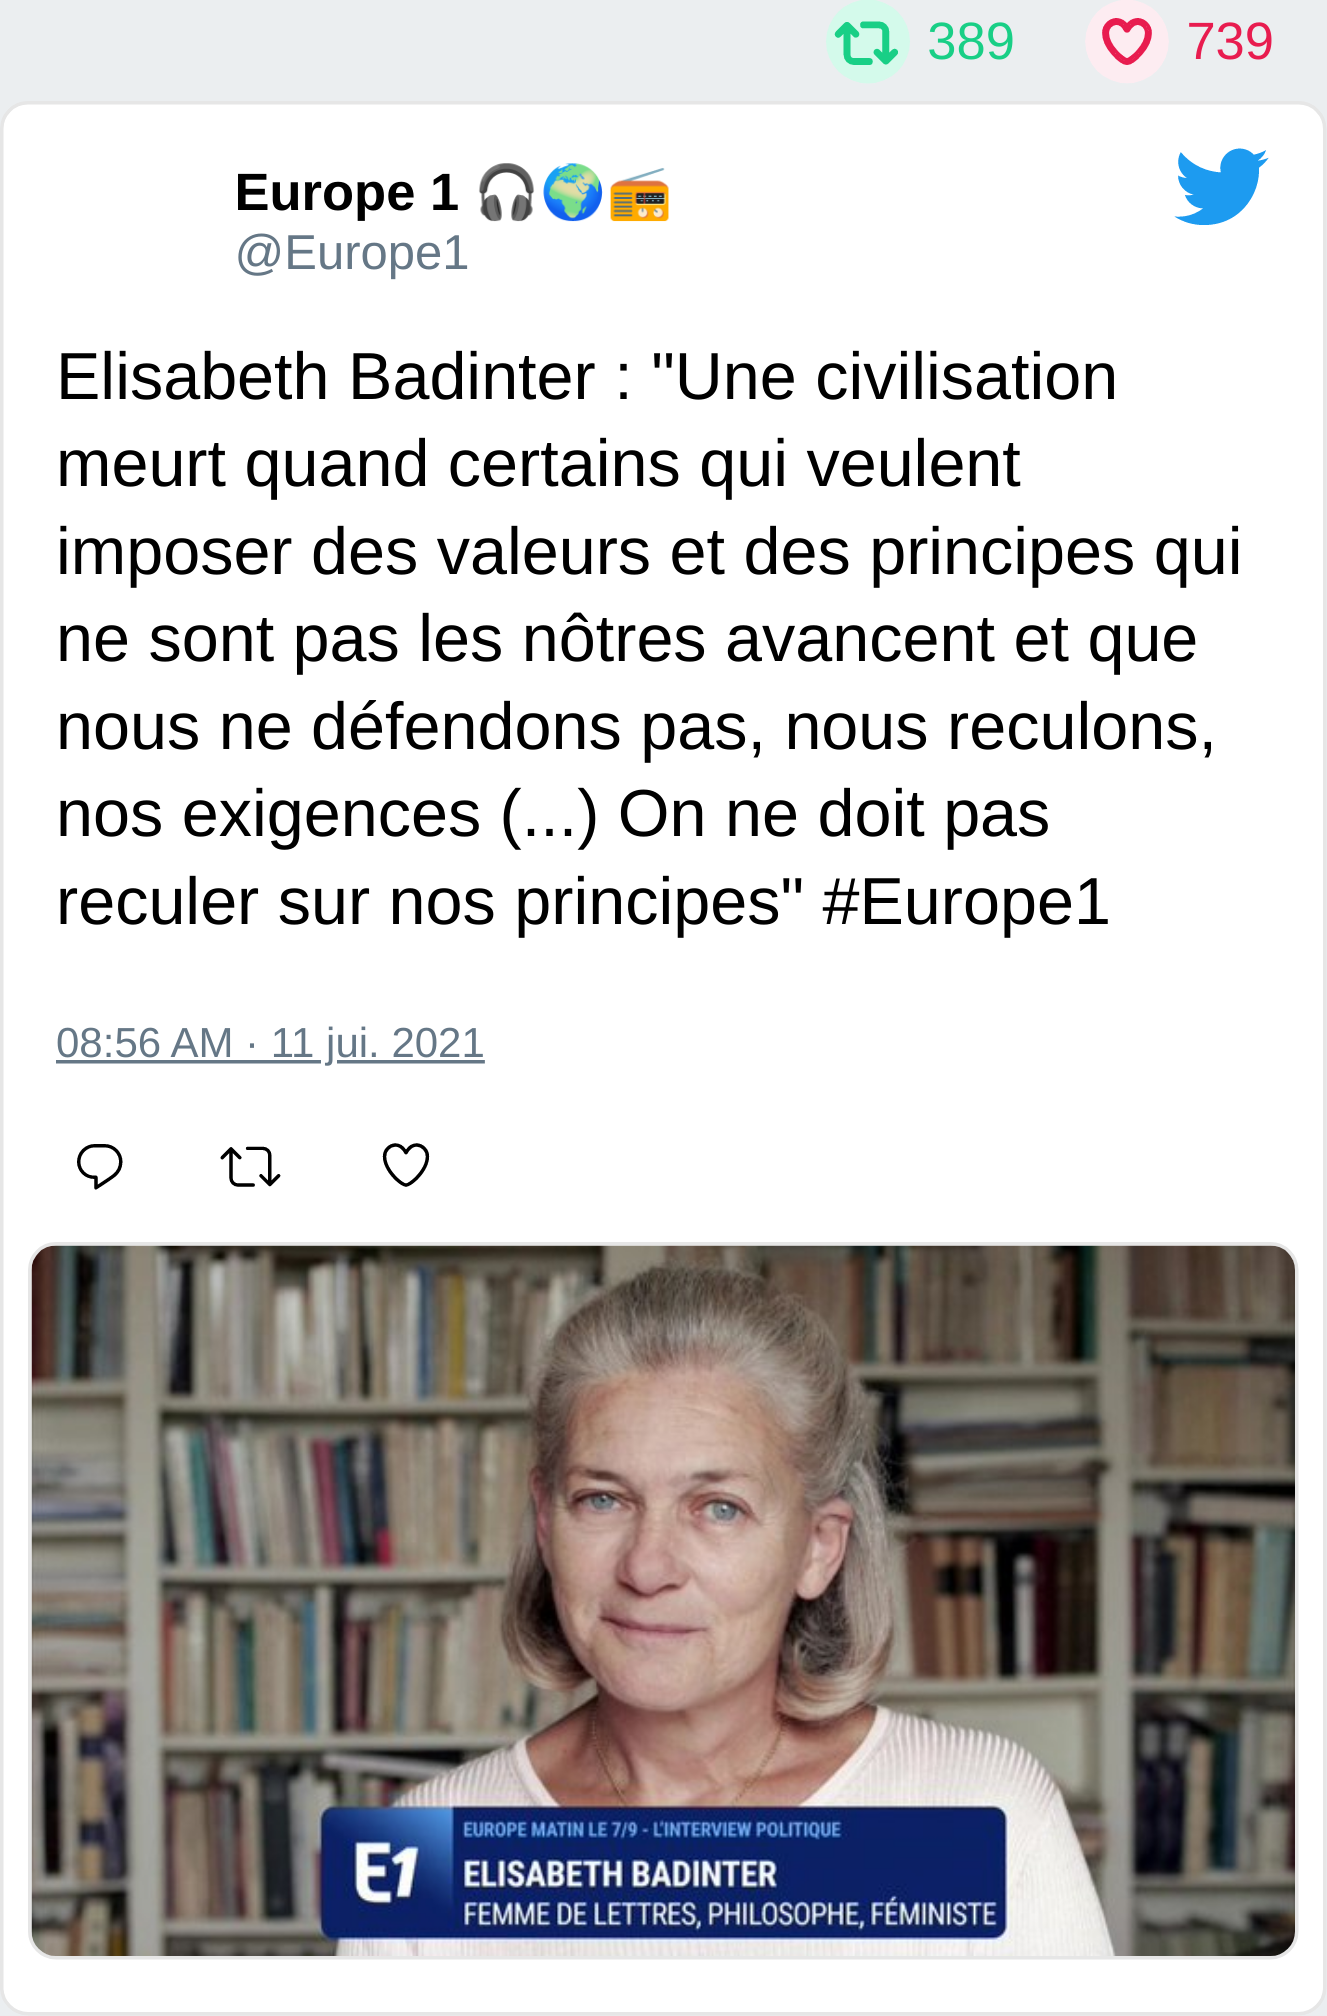 389 739
Europe 1 🎧🌍📻
@Europe1
Elisabeth Badinter : "Une civilisation
meurt quand certains qui veulent
imposer des valeurs et des principes qui
ne sont pas les nôtres avancent et que
nous ne défendons pas, nous reculons,
nos exigences (...) On ne doit pas
reculer sur nos principes" #Europe1
08:56 AM · 11 jui. 2021
EUROPE MATIN LE 7/9 - L'INTERVIEW POLITIQUE
E1
ELISABETH BADINTER
FEMME DE LETTRES, PHILOSOPHE, FÉMINISTE